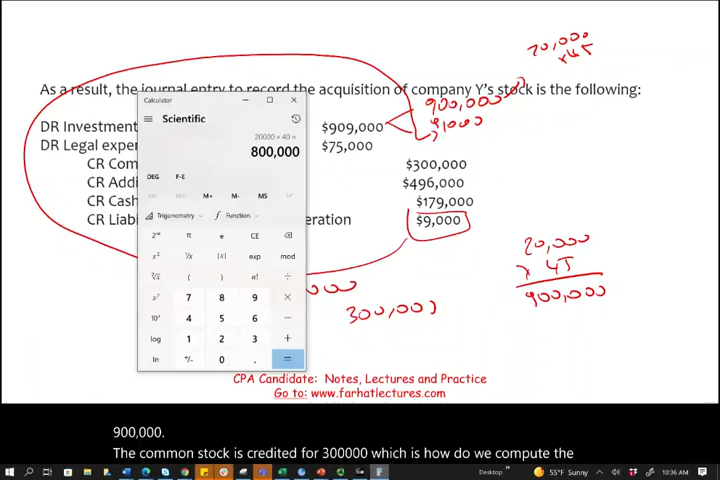 20,000
x 45
As a result, the journal entry to record the acquisition of company Y's stock is the following:
900,000
9,000
DR Investment $909,000
DR Legal exper $75,000
CR Com $300,000
CR Addi $496,000
CR Cash $179,000
CR Liabi eration $9,000
Calculator
Scientific
20000 × 40 =
800,000
DEG F-E
MC MR M+ M- MS M˅
Trigonometry Function
2ⁿᵈ π e CE
x² ¹/x |x| exp mod
²√x ( ) n! ÷
xʸ 7 8 9 ×
10ˣ 4 5 6 −
log 1 2 3 +
ln +/− 0 . =
000
300,000
20,000
x 45
900,000
CPA Candidate: Notes, Lectures and Practice
Go to: www.farhatlectures.com
900,000.
The common stock is credited for 300000 which is how do we compute the
Desktop
55°F Sunny
10:36 AM